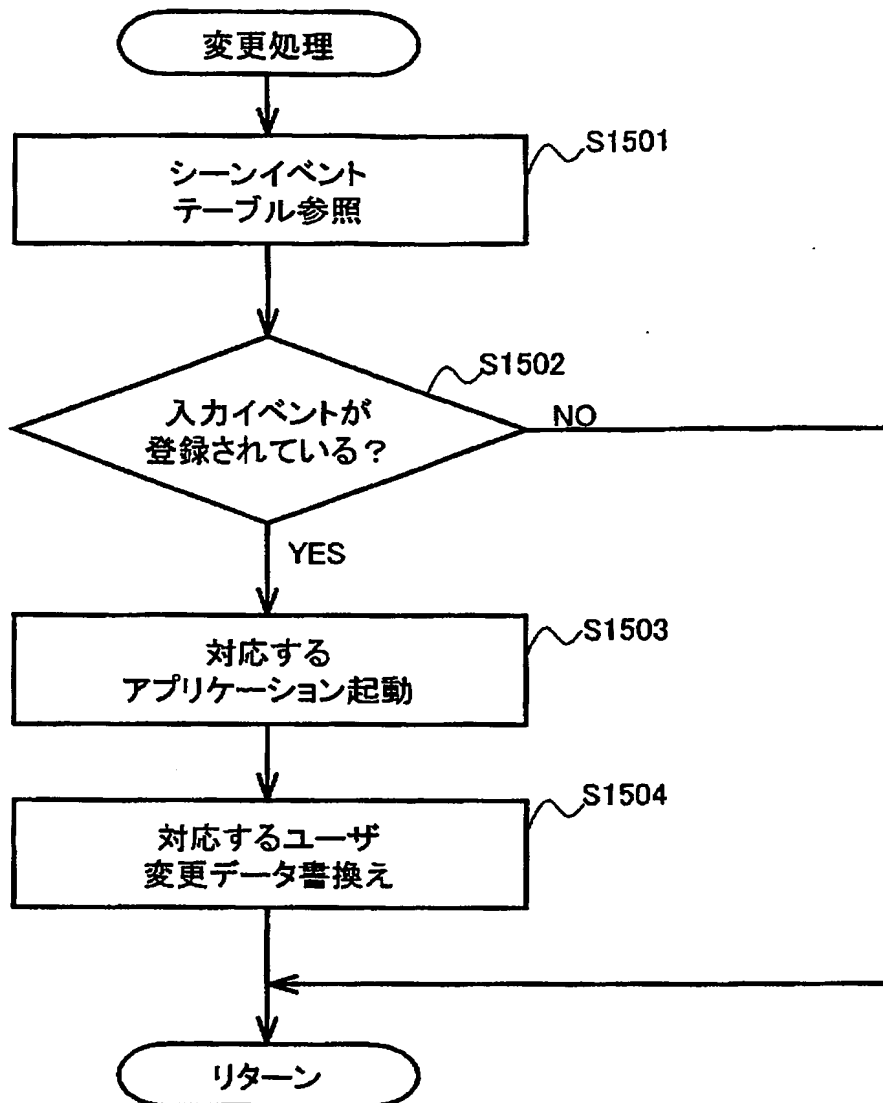 変更処理
S1501
シーンイベント
テーブル参照
S1502
入力イベントが
登録されている?
NO
YES
S1503
対応する
アプリケーション起動
S1504
対応するユーザ
変更データ書換え
リターン